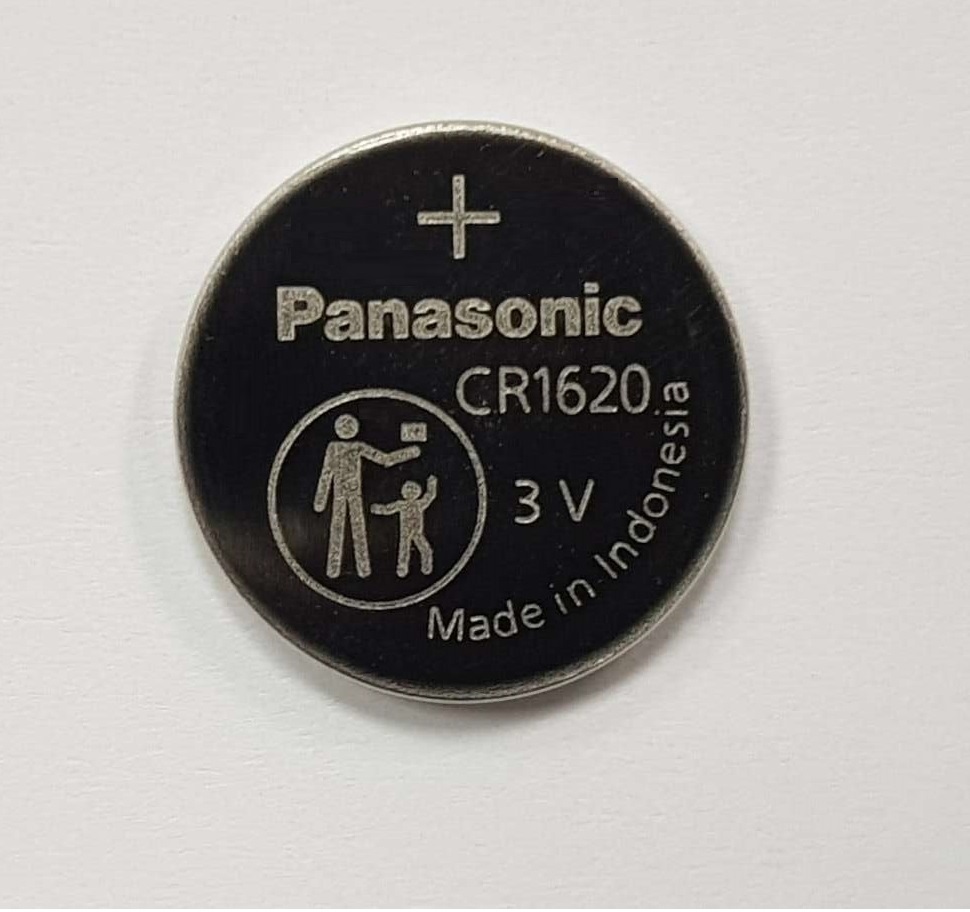 +
Panasonic
CR1620
3 V
Made in Indonesia